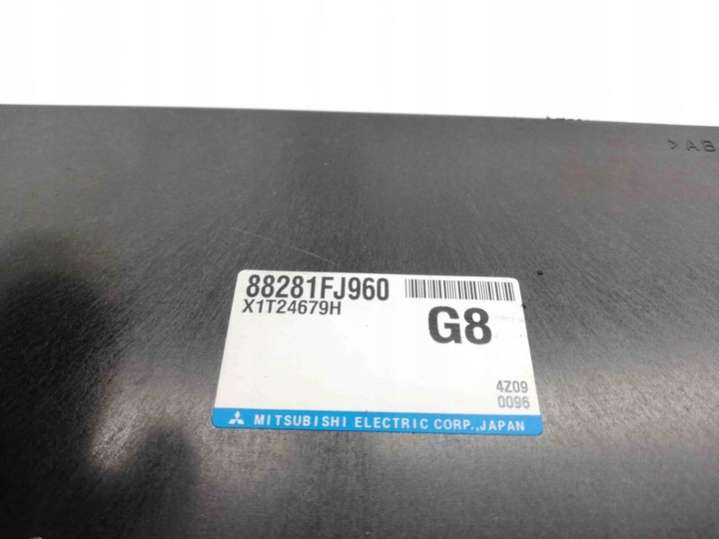 >AB
88281FJ960
X1T24679H
G8
4Z09
0096
MITSUBISHI ELECTRIC CORP.,JAPAN